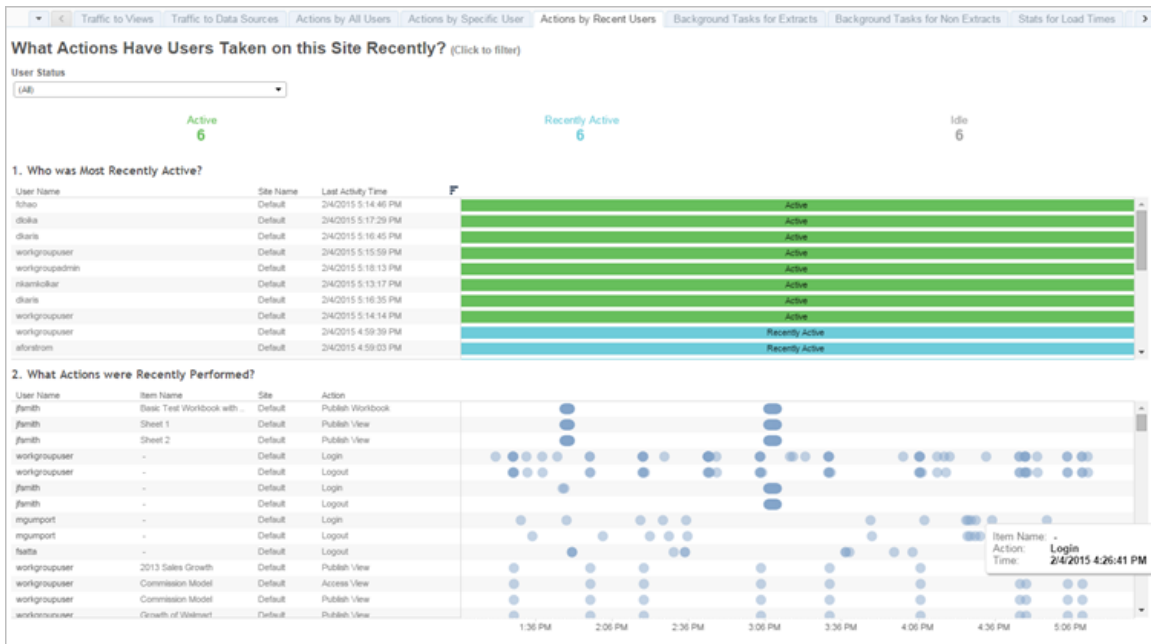 Traffic to Views Traffic to Data Sources Actions by All Users Actions by Specific User Actions by Recent Users Background Tasks for Extracts Background Tasks for Non Extracts Stats for Load Times
What Actions Have Users Taken on this Site Recently? (Click to filter)
User Status
(All)
Active Recently Active Idle
6 6 6
1. Who was Most Recently Active?
User Name Site Name Last Activity Time
fchao Default 2/4/2015 5:14:46 PM Active
dloika Default 2/4/2015 5:17:29 PM Active
dkaris Default 2/4/2015 5:16:45 PM Active
workgroupuser Default 2/4/2015 5:15:59 PM Active
workgroupadmin Default 2/4/2015 5:18:13 PM Active
nkamkolkar Default 2/4/2015 5:13:17 PM Active
dkaris Default 2/4/2015 5:16:35 PM Active
workgroupuser Default 2/4/2015 5:14:14 PM Active
workgroupuser Default 2/4/2015 4:59:39 PM Recently Active
aforstrom Default 2/4/2015 4:59:03 PM Recently Active
2. What Actions were Recently Performed?
User Name Item Name Site Action
jfsmith Basic Test Workbook with .. Default Publish Workbook
jfsmith Sheet 1 Default Publish View
jfsmith Sheet 2 Default Publish View
workgroupuser - Default Login
workgroupuser - Default Logout
jfsmith - Default Login
jfsmith - Default Logout
mgumport - Default Login
mgumport - Default Logout
fsatta - Default Logout
Item Name: -
Action: Login
Time: 2/4/2015 4:26:41 PM
workgroupuser 2013 Sales Growth Default Publish View
workgroupuser Commission Model Default Access View
workgroupuser Commission Model Default Publish View
workgroupuser Growth of Walmart Default Publish View
1:36 PM 2:06 PM 2:36 PM 3:06 PM 3:36 PM 4:06 PM 4:36 PM 5:06 PM